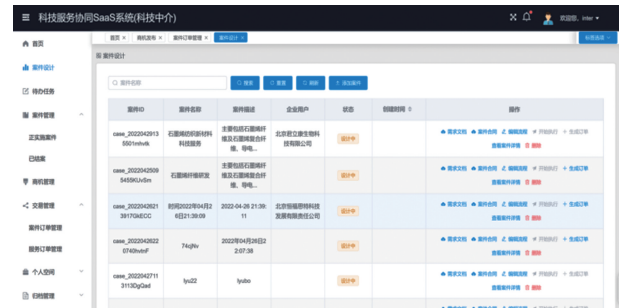 科技服务协同SaaS系统(科技中介)
欢迎您, inter
首页 × 商机发布 × 案件订单管理 × 案件设计 ×
标签选项
首页
案件设计
待办任务
案件管理
正实施案件
已结案
商机管理
交易管理
案件订单管理
服务订单管理
个人空间
归档管理
案件设计
案件名称
搜索 重置 刷新 + 添加案件
案件ID 案件名称 案件描述 企业用户 状态 创建时间 操作
case_2022042913
5501mhvtk
石墨烯纺织新材料
科技服务
主要包括石墨烯纤
维及石墨烯复合纤
维、导电...
北京君立康生物科
技有限公司
设计中
需求文档 案件合同 编辑流程 开始执行 + 生成订单
查看案件详情 删除
case_2022042509
5455KUvSm
石墨烯纤维研发
主要包括石墨烯纤
维及石墨烯复合纤
维、导电...
设计中
需求文档 案件合同 编辑流程 开始执行 + 生成订单
查看案件详情 删除
case_2022042621
3917GkECC
时间2022年04月2
6日21:39:09
2022-04-26 21:39:
11
北京恒福思特科技
发展有限责任公司
设计中
需求文档 案件合同 编辑流程 开始执行 + 生成订单
查看案件详情 删除
case_2022042622
0740hvhiF
74cjNv
2022年04月26日2
2:07:38
设计中
需求文档 案件合同 编辑流程 开始执行 + 生成订单
查看案件详情 删除
case_2022042711
3113DgQad
lyu22
lyubo
设计中
需求文档 案件合同 编辑流程 开始执行 + 生成订单
查看案件详情 删除